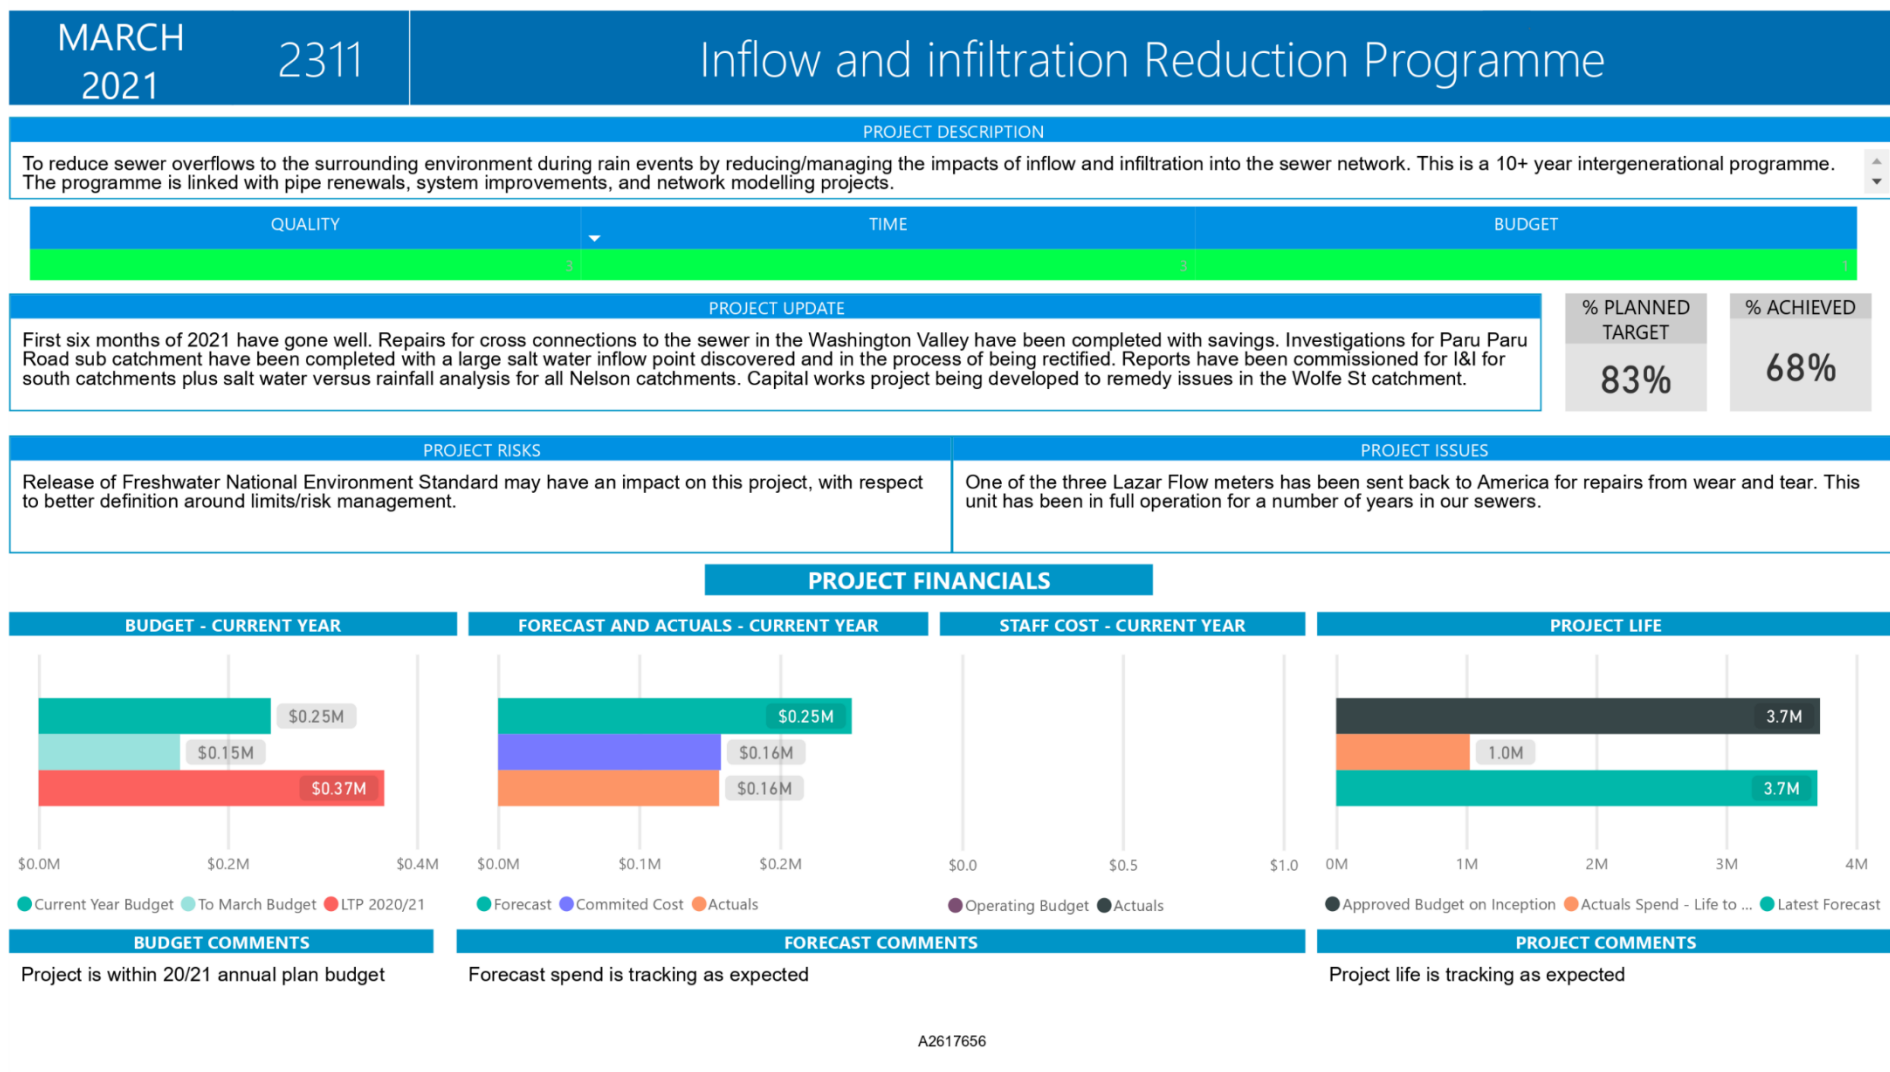 MARCH
2021
2311
Inflow and infiltration Reduction Programme
PROJECT DESCRIPTION
To reduce sewer overflows to the surrounding environment during rain events by reducing/managing the impacts of inflow and infiltration into the sewer network. This is a 10+ year intergenerational programme.
The programme is linked with pipe renewals, system improvements, and network modelling projects.
QUALITY TIME BUDGET
3 3 1
PROJECT UPDATE
First six months of 2021 have gone well. Repairs for cross connections to the sewer in the Washington Valley have been completed with savings. Investigations for Paru Paru
Road sub catchment have been completed with a large salt water inflow point discovered and in the process of being rectified. Reports have been commissioned for I&I for
south catchments plus salt water versus rainfall analysis for all Nelson catchments. Capital works project being developed to remedy issues in the Wolfe St catchment.
% PLANNED
TARGET
83%
% ACHIEVED
68%
PROJECT RISKS
Release of Freshwater National Environment Standard may have an impact on this project, with respect
to better definition around limits/risk management.
PROJECT ISSUES
One of the three Lazar Flow meters has been sent back to America for repairs from wear and tear. This
unit has been in full operation for a number of years in our sewers.
PROJECT FINANCIALS
BUDGET - CURRENT YEAR
$0.25M
$0.15M
$0.37M
$0.0M $0.2M $0.4M
Current Year Budget To March Budget LTP 2020/21
FORECAST AND ACTUALS - CURRENT YEAR
$0.25M
$0.16M
$0.16M
$0.0M $0.1M $0.2M
Forecast Commited Cost Actuals
STAFF COST - CURRENT YEAR
$0.0 $0.5 $1.0
Operating Budget Actuals
PROJECT LIFE
3.7M
1.0M
3.7M
0M 1M 2M 3M 4M
Approved Budget on Inception Actuals Spend - Life to ... Latest Forecast
BUDGET COMMENTS
Project is within 20/21 annual plan budget
FORECAST COMMENTS
Forecast spend is tracking as expected
PROJECT COMMENTS
Project life is tracking as expected
A2617656